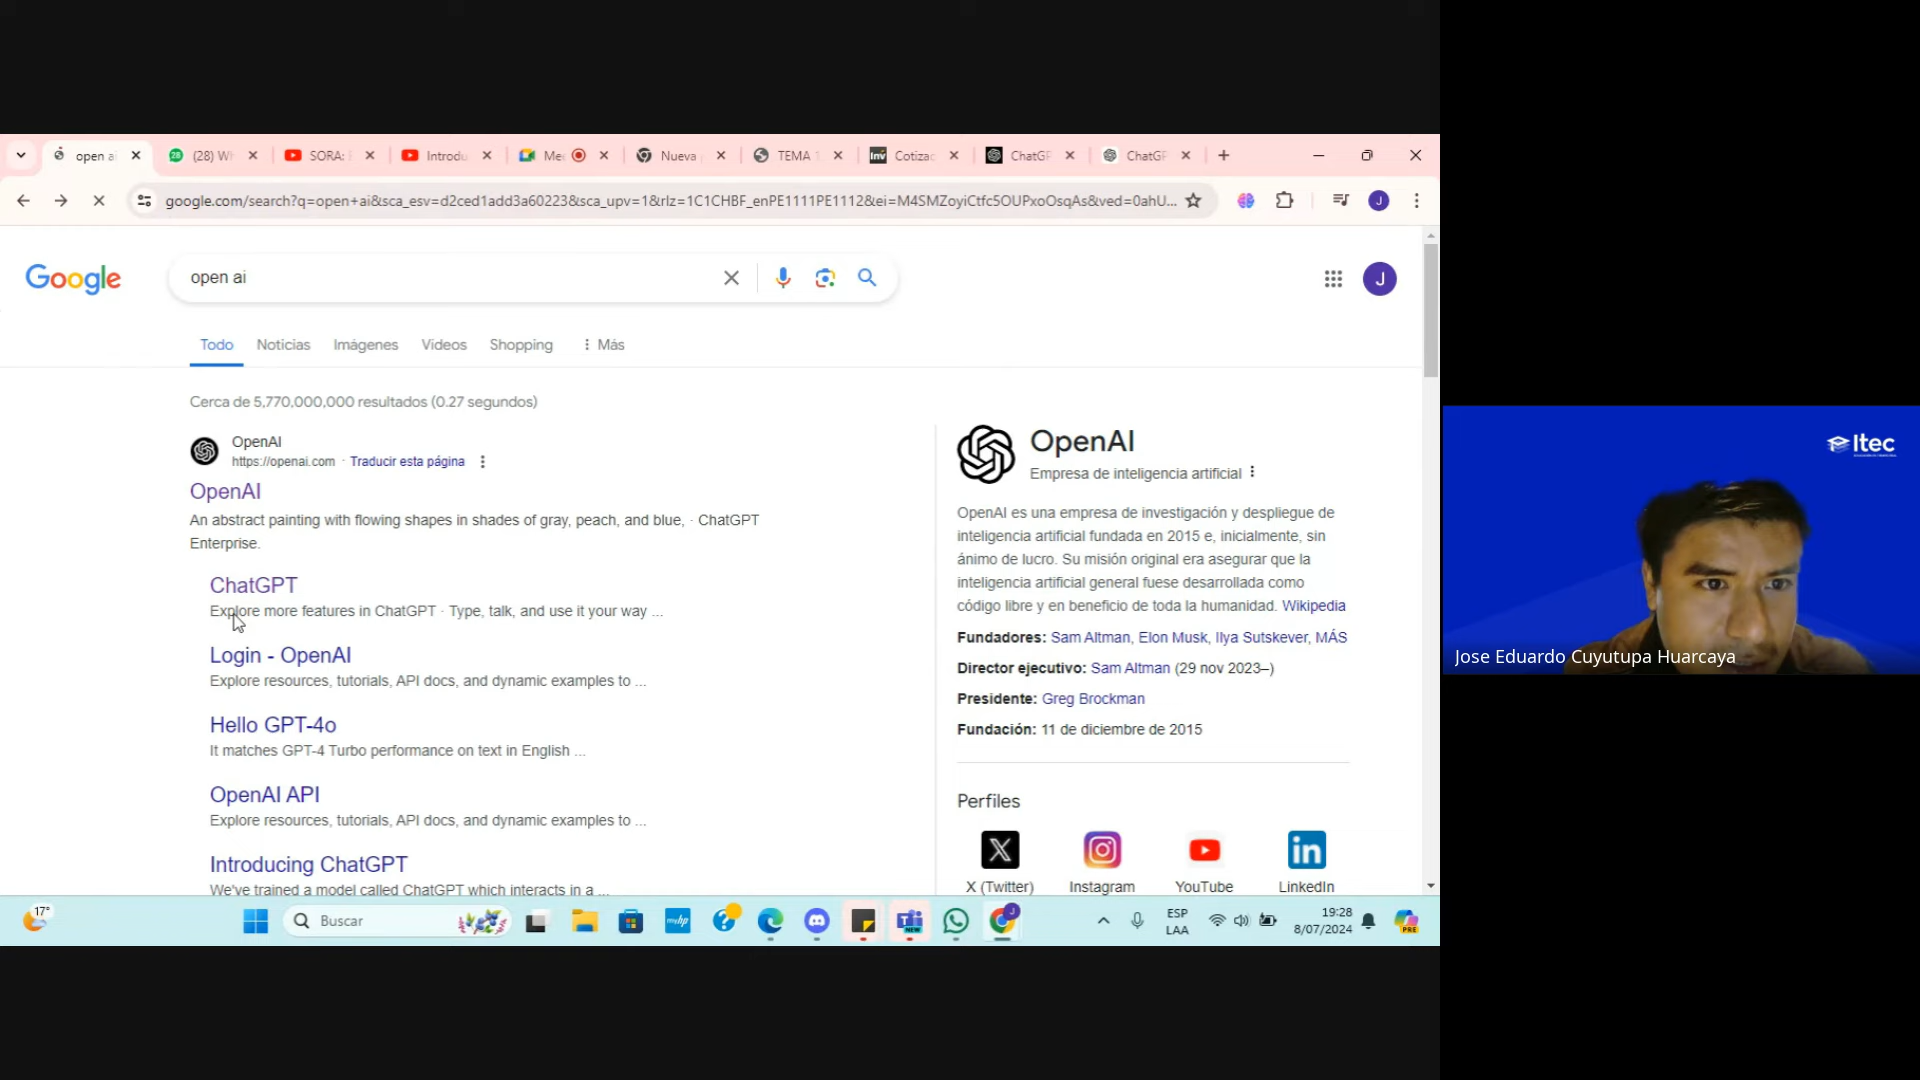 open ai
(28) W
SORA:
Introdu
Me
Nueva
TEMA
Cotizac
ChatGP
ChatGP
google.com/search?q=open+ai&sca_esv=d2ced1add3a60223&sca_upv=1&rlz=1C1CHBF_enPE1111PE1112&ei=M4SMZoyiCtfc5OUPxoOsqAs&ved=0ahU...
J
Google
open ai
J
Todo
Noticias
Imágenes
Videos
Shopping
Más
Cerca de 5,770,000,000 resultados (0.27 segundos)
OpenAI
https://openai.com · Traducir esta página
OpenAI
An abstract painting with flowing shapes in shades of gray, peach, and blue, · ChatGPT
Enterprise.
ChatGPT
Explore more features in ChatGPT · Type, talk, and use it your way ...
Login - OpenAI
Explore resources, tutorials, API docs, and dynamic examples to ...
Hello GPT-4o
It matches GPT-4 Turbo performance on text in English ...
OpenAI API
Explore resources, tutorials, API docs, and dynamic examples to ...
Introducing ChatGPT
We've trained a model called ChatGPT which interacts in a ...
OpenAI
Empresa de inteligencia artificial
OpenAI es una empresa de investigación y despliegue de
inteligencia artificial fundada en 2015 e, inicialmente, sin
ánimo de lucro. Su misión original era asegurar que la
inteligencia artificial general fuese desarrollada como
código libre y en beneficio de toda la humanidad. Wikipedia
Fundadores: Sam Altman, Elon Musk, Ilya Sutskever, MÁS
Director ejecutivo: Sam Altman (29 nov 2023–)
Presidente: Greg Brockman
Fundación: 11 de diciembre de 2015
Perfiles
X (Twitter)
Instagram
YouTube
LinkedIn
17°
Buscar
myhp
NEW
J
ESP
LAA
19:28
8/07/2024
PRE
Itec
Jose Eduardo Cuyutupa Huarcaya